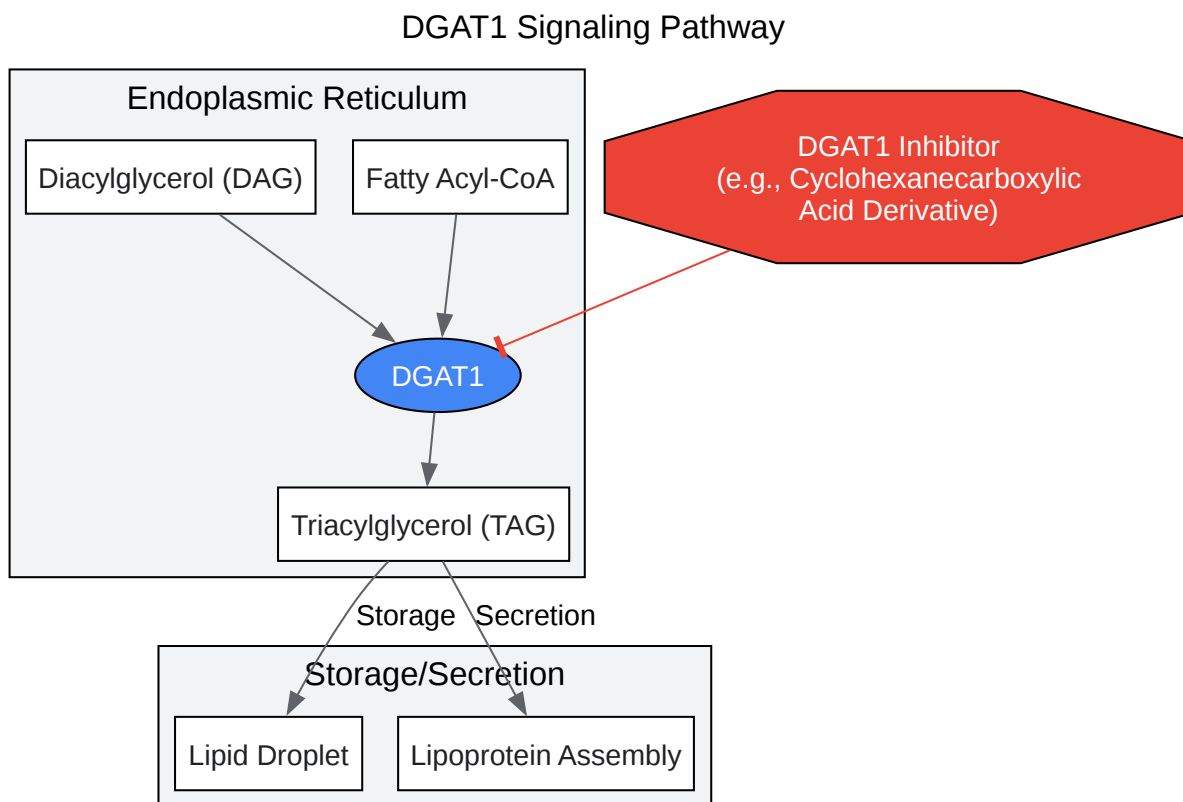 DGAT1 Signaling Pathway
Endoplasmic Reticulum
Diacylglycerol (DAG)
Fatty Acyl-CoA
DGAT1 Inhibitor
(e.g., Cyclohexanecarboxylic
Acid Derivative)
DGAT1
Triacylglycerol (TAG)
Storage
Secretion
Storage/Secretion
Lipid Droplet
Lipoprotein Assembly